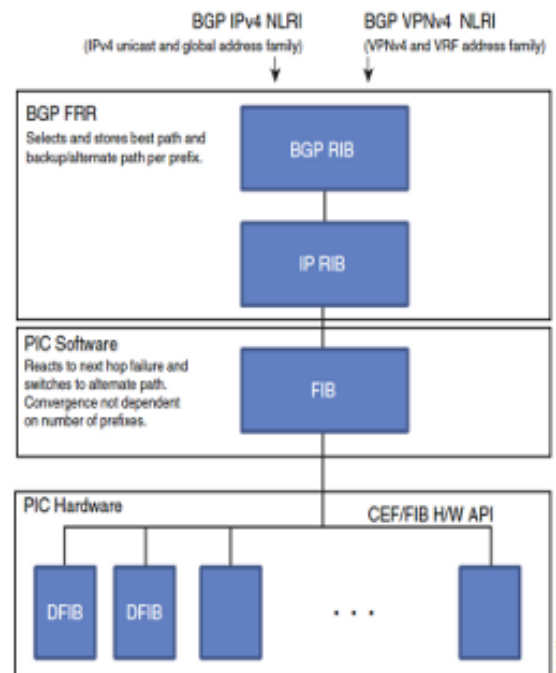 BGP IPv4 NLRI
(IPv4 unicast and global address family)
BGP VPNv4 NLRI
(VPNv4 and VRF address family)
BGP FRR
Selects and stores best path and
backup/alternate path per prefix.
BGP RIB
IP RIB
PIC Software
Reacts to next hop failure and
switches to alternate path.
Convergence not dependent
on number of prefixes.
FIB
PIC Hardware
CEF/FIB H/W API
DFIB
DFIB
. . .